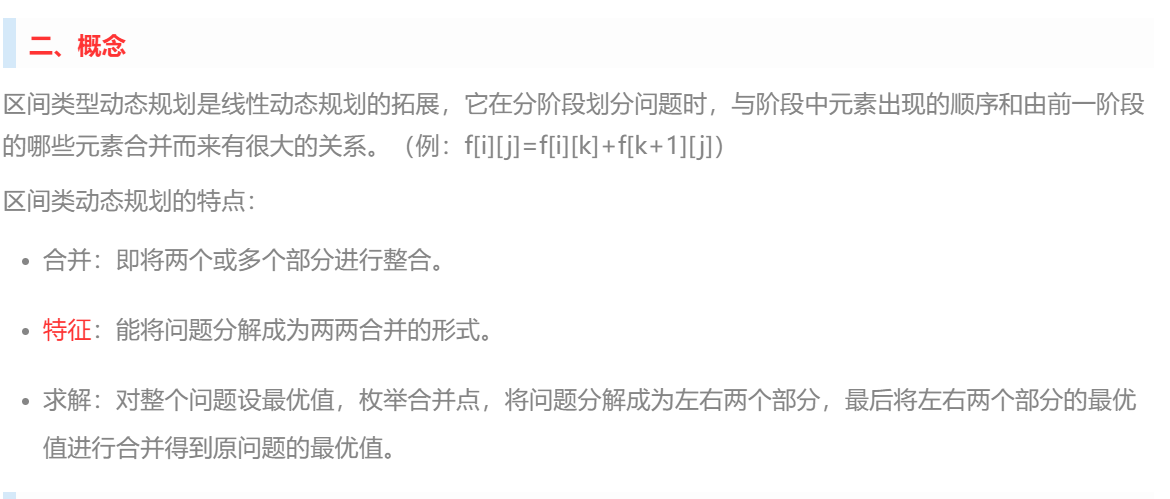 二、概念
区间类型动态规划是线性动态规划的拓展，它在分阶段划分问题时，与阶段中元素出现的顺序和由前一阶段
的哪些元素合并而来有很大的关系。（例：f[i][j]=f[i][k]+f[k+1][j]）
区间类动态规划的特点：
• 合并：即将两个或多个部分进行整合。
• 特征：能将问题分解成为两两合并的形式。
• 求解：对整个问题设最优值，枚举合并点，将问题分解成为左右两个部分，最后将左右两个部分的最优
值进行合并得到原问题的最优值。